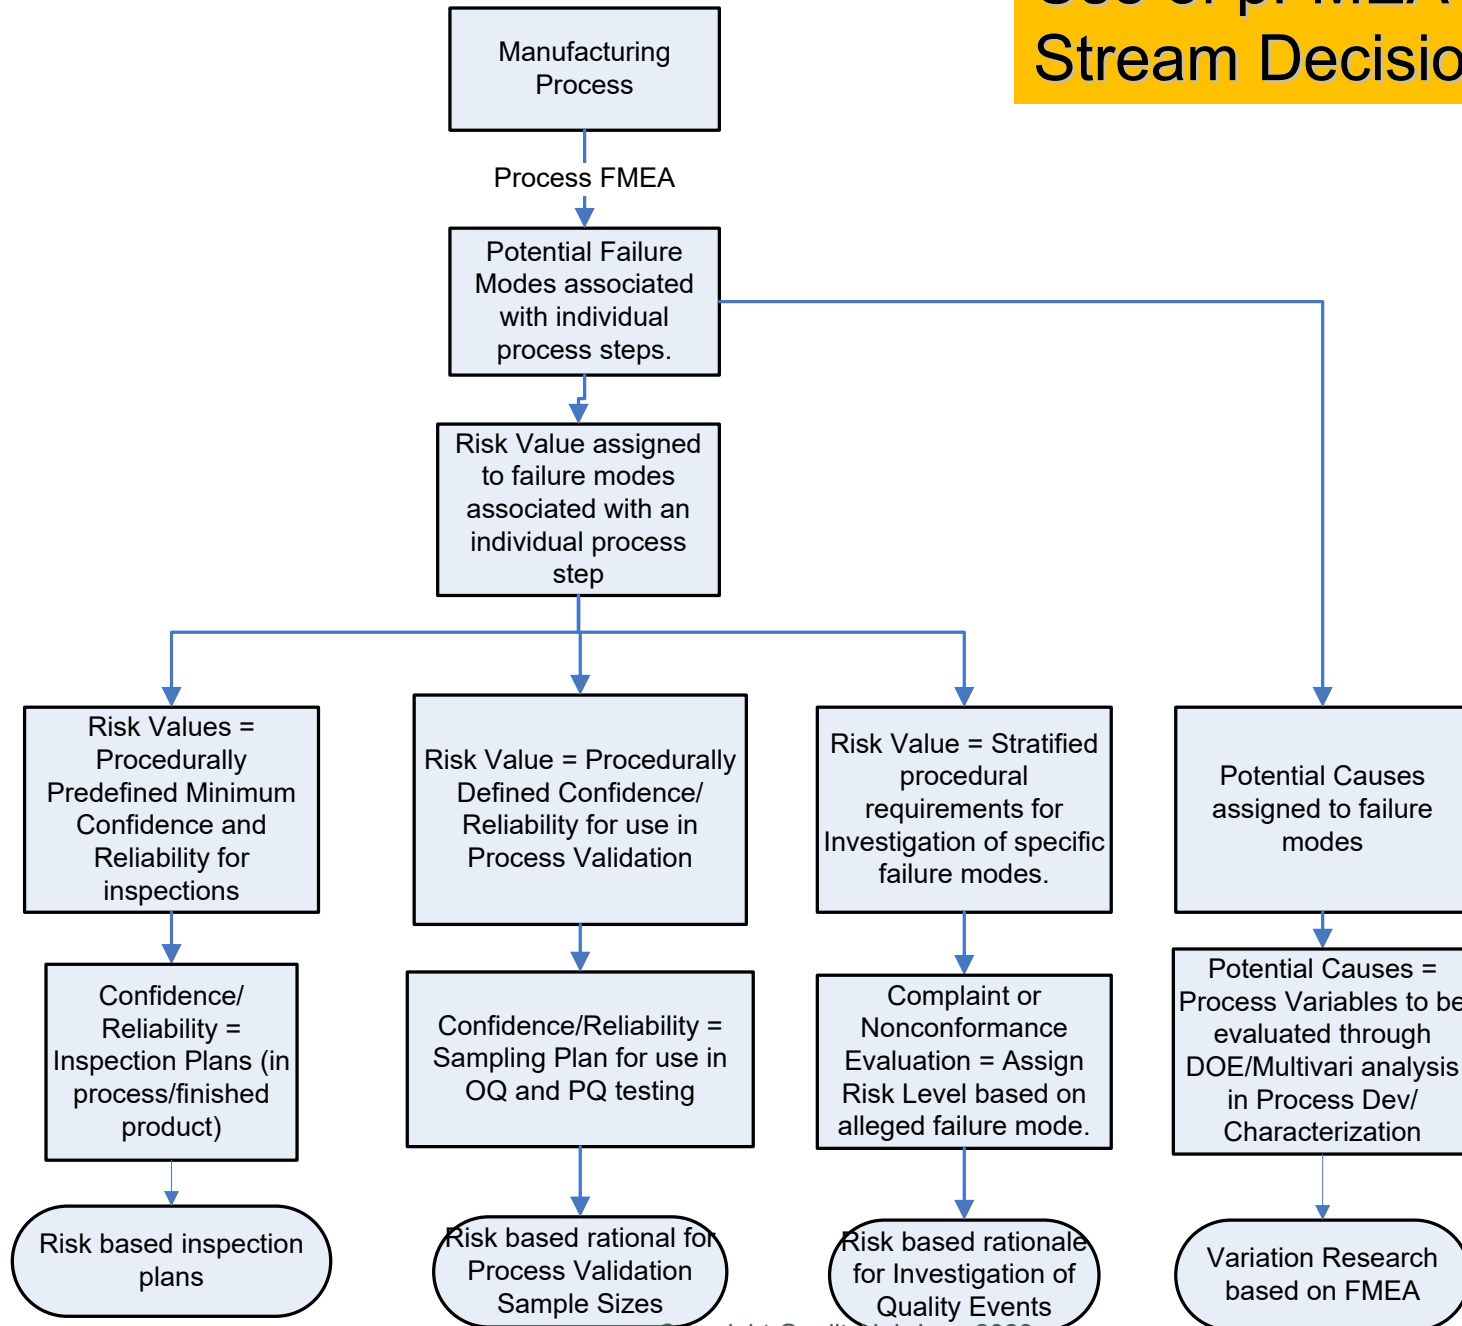 Stream Decisio
Manufacturing
Process
Process FMEA
Potential Failure
Modes associated
with individual
process steps.
Risk Value assigned
to failure modes
associated with an
individual process
step
Risk Values =
Procedurally
Predefined Minimum
Confidence and
Reliability for
inspections
Risk Value = Procedurally
Defined Confidence/
Reliability for use in
Process Validation
Risk Value = Stratified
procedural
requirements for
Investigation of specific
failure modes.
Potential Causes
assigned to failure
modes
Confidence/
Reliability =
Inspection Plans (in
process/finished
product)
Confidence/Reliability =
Sampling Plan for use in
OQ and PQ testing
Complaint or
Nonconformance
Evaluation = Assign
Risk Level based on
alleged failure mode.
Potential Causes =
Process Variables to be
evaluated through
DOE/Multivari analysis
in Process Dev/
Characterization
Risk based inspection
plans
Risk based rational for
Process Validation
Sample Sizes
Risk based rationale
for Investigation of
Quality Events
Variation Research
based on FMEA